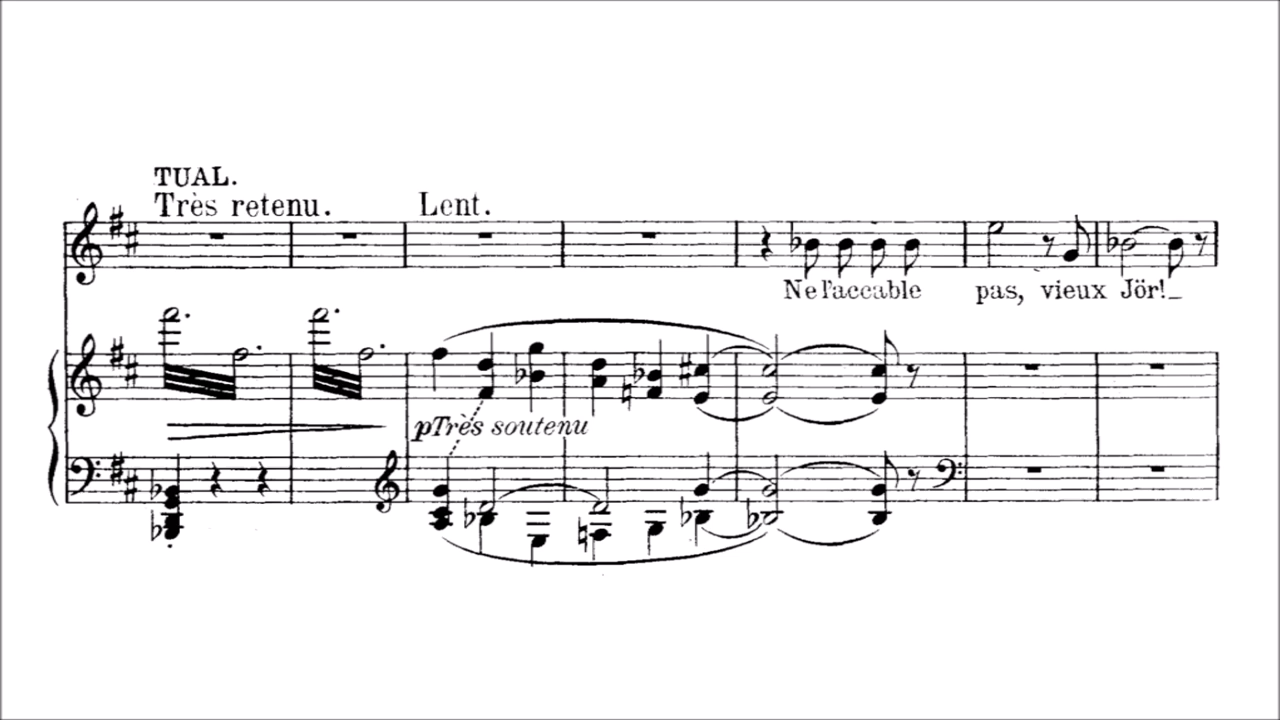 TUAL.
Très retenu.
Lent.
Ne l'accable pas, vieux Jör!_
pTrès soutenu